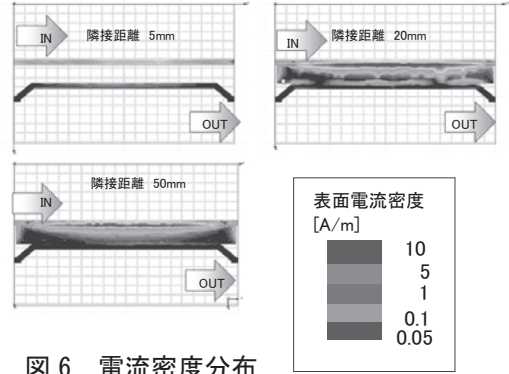 IN
隣接距離 5mm
OUT
IN
隣接距離 20mm
OUT
IN
隣接距離 50mm
OUT
表面電流密度
[A/m]
10
5
1
0.1
0.05
図 6　電流密度分布